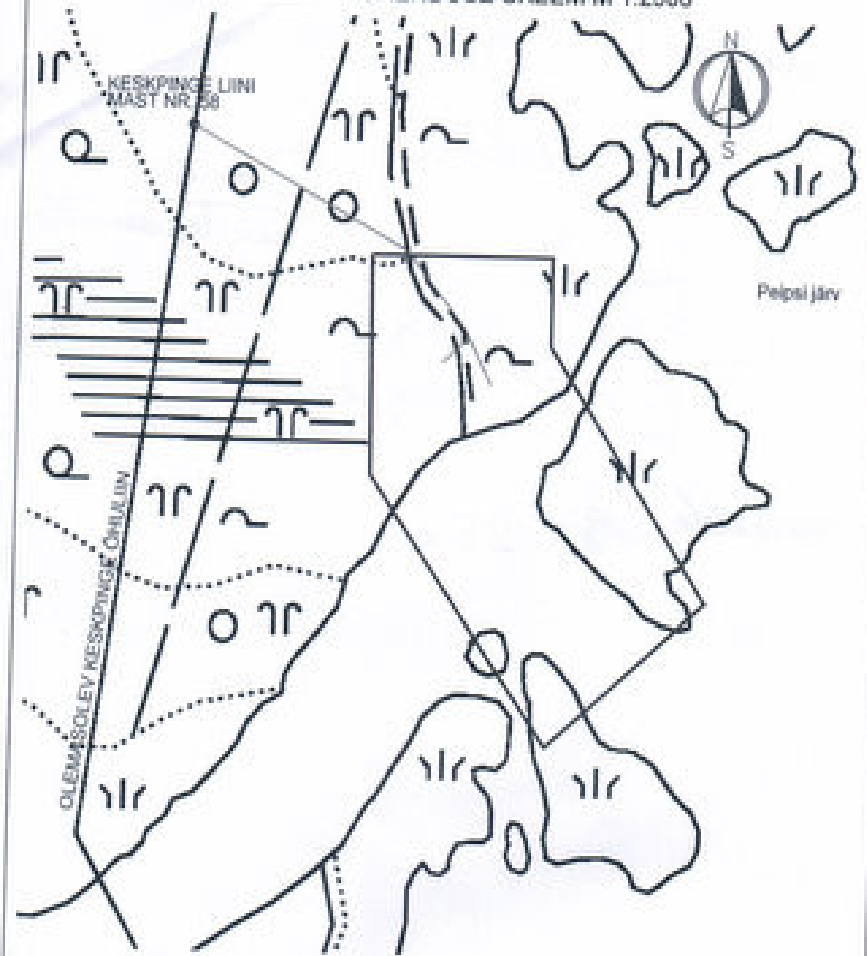 N
S
KESKPINGE LIINI
MAST NR. 58
Peipsi järv
OLEMASOLEV KESKPINGE ÕHULIIN